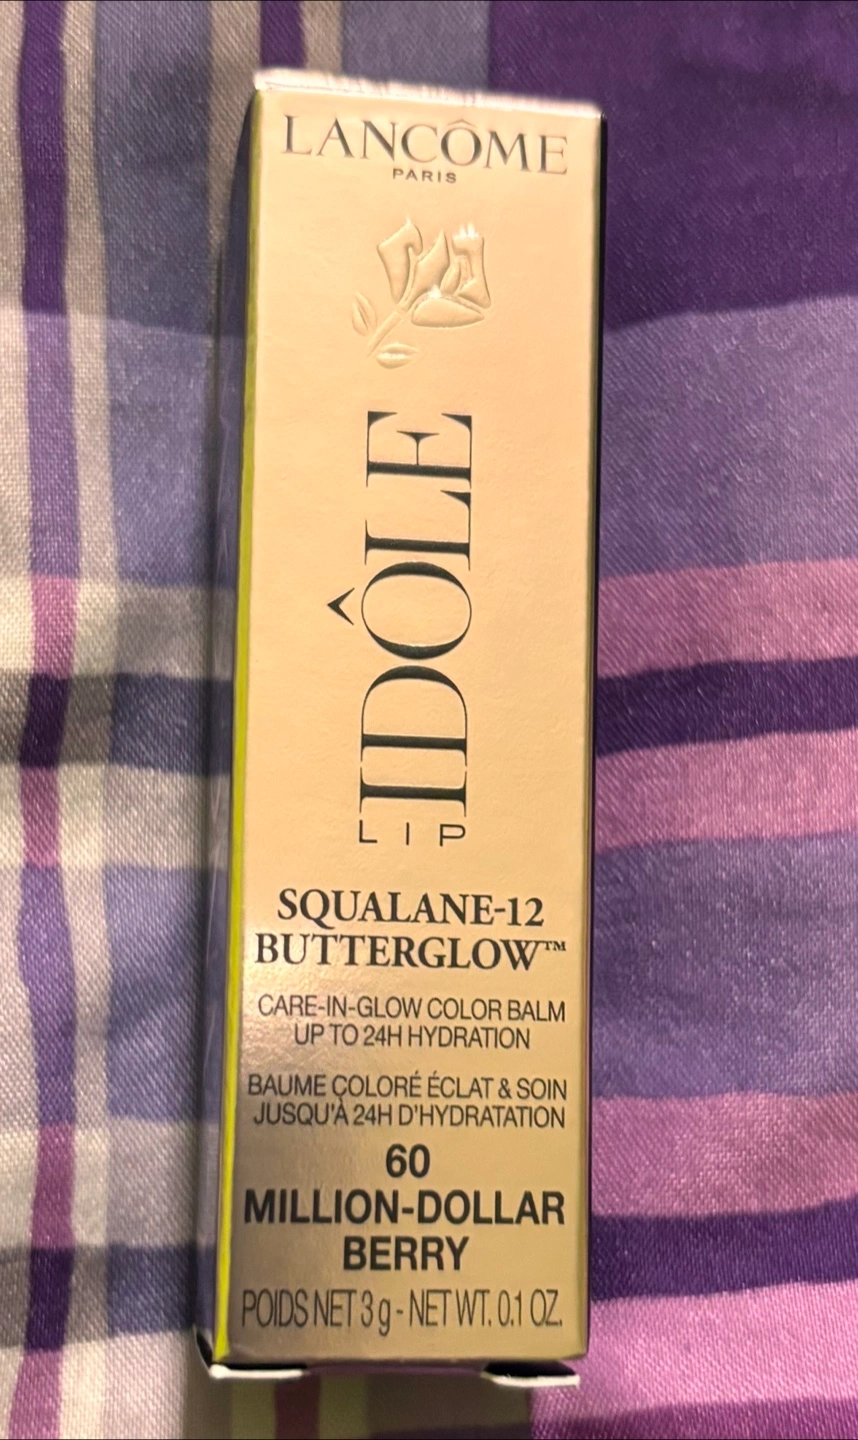 LANCÔME
PARIS
IDÔLE
LIP
SQUALANE-12
BUTTERGLOW™
CARE-IN-GLOW COLOR BALM
UP TO 24H HYDRATION
BAUME COLORÉ ÉCLAT & SOIN
JUSQU'À 24H D'HYDRATATION
60
MILLION-DOLLAR
BERRY
POIDS NET 3 g - NET WT. 0.1 OZ.